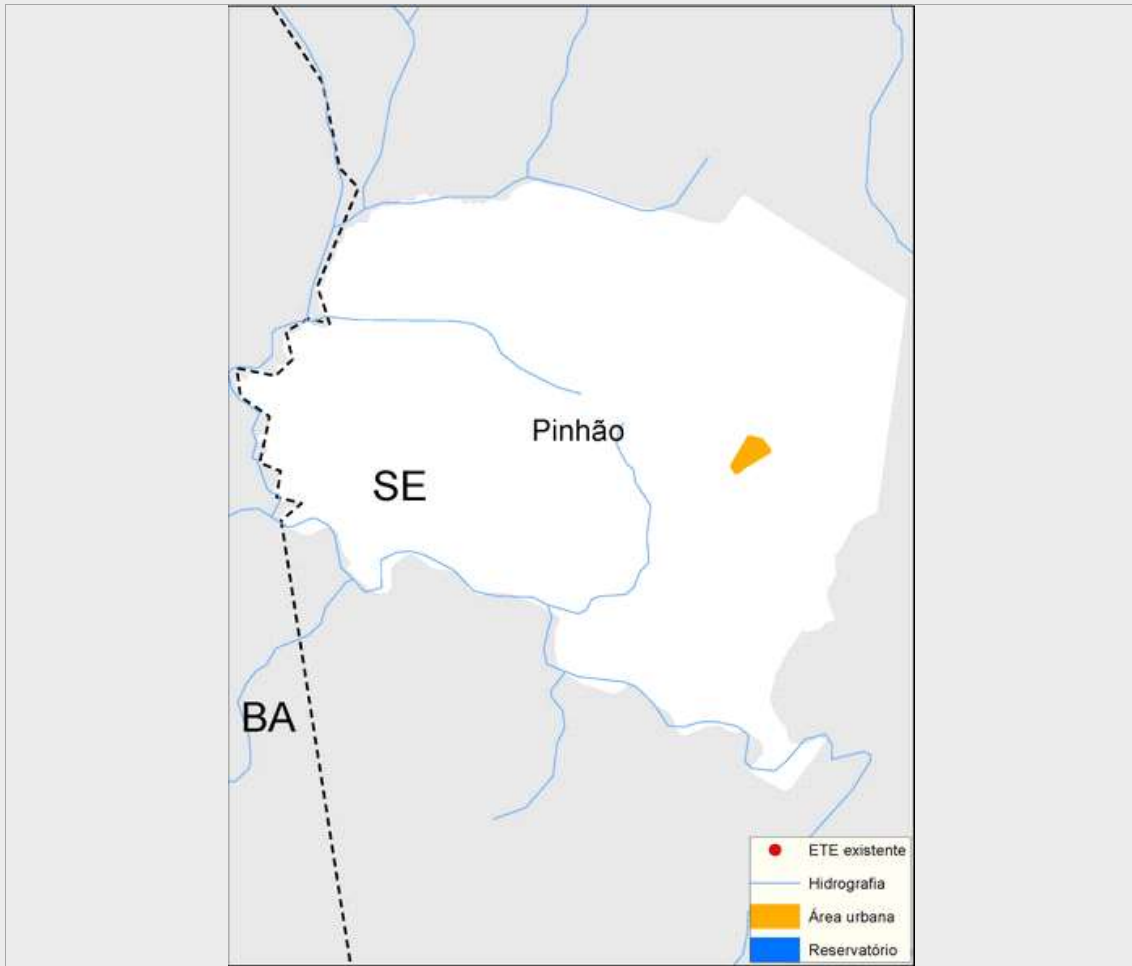 Pinhão
SE
BA
ETE existente
Hidrografia
Área urbana
Reservatório